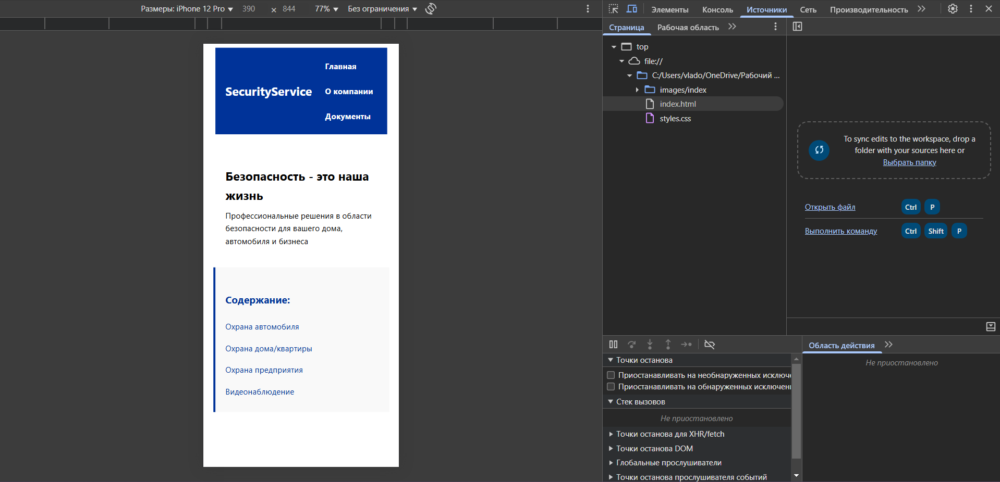 Размеры: iPhone 12 Pro 390 × 844 77% Без ограничения
Элементы Консоль Источники Сеть Производительность
Страница Рабочая область
top
file://
C:/Users/vlado/OneDrive/Рабочий ...
images/index
index.html
styles.css
SecurityService
Главная
О компании
Документы
Безопасность - это наша
жизнь
Профессиональные решения в области
безопасности для вашего дома,
автомобиля и бизнеса
Содержание:
Охрана автомобиля
Охрана дома/квартиры
Охрана предприятия
Видеонаблюдение
To sync edits to the workspace, drop a
folder with your sources here or
Выбрать папку
Открыть файл Ctrl P
Выполнить команду Ctrl Shift P
Точки останова
Приостанавливать на необнаруженных исключе
Приостанавливать на обнаруженных исключени
Стек вызовов
Не приостановлено
Точки останова для XHR/fetch
Точки останова DOM
Глобальные прослушиватели
Точки останова прослушивателя событий
Область действия
Не приостановлено